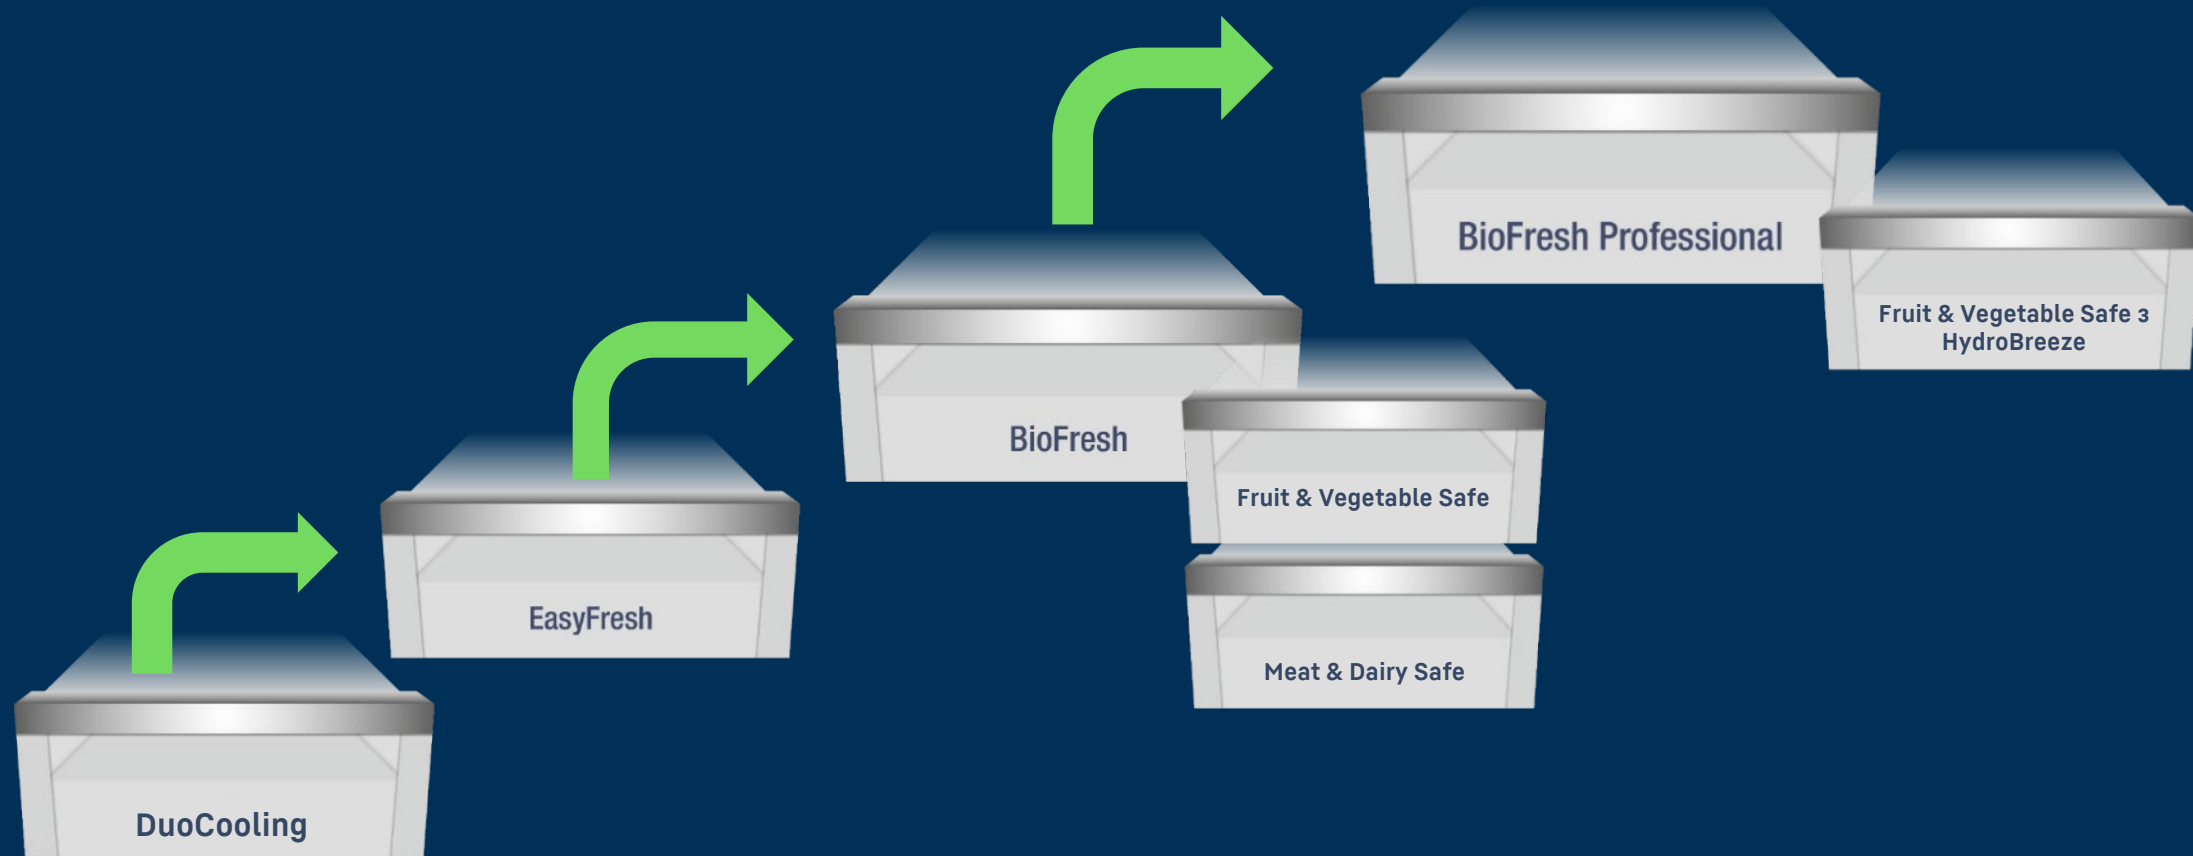 BioFresh Professional
Fruit & Vegetable Safe 3
HydroBreeze
BioFresh
Fruit & Vegetable Safe
Meat & Dairy Safe
EasyFresh
DuoCooling